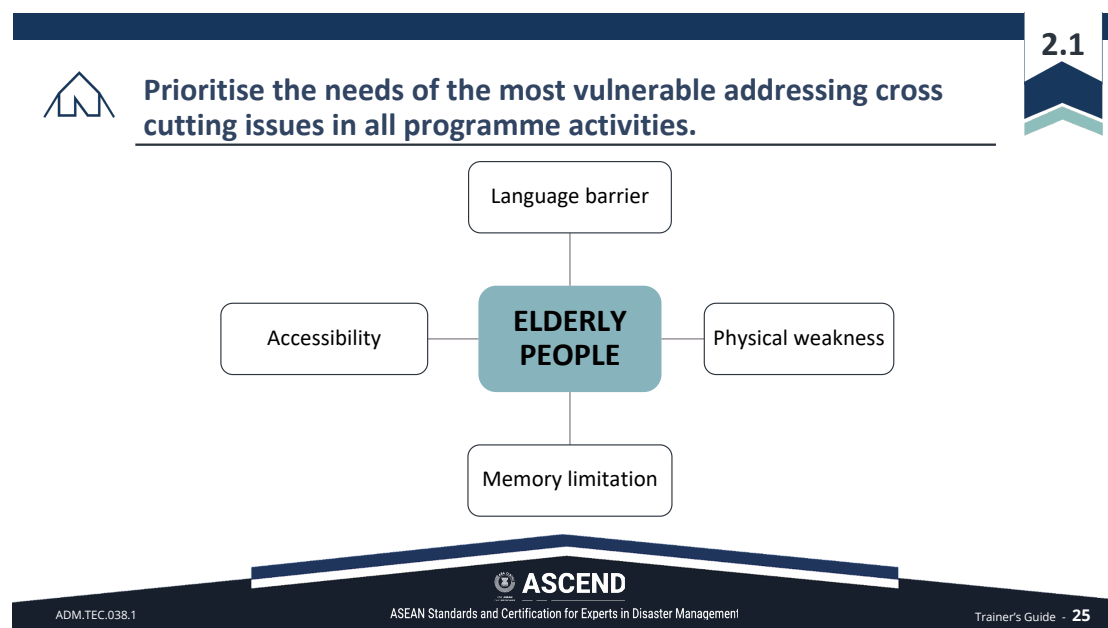 2.1
Prioritise the needs of the most vulnerable addressing cross
cutting issues in all programme activities.
Language barrier
Accessibility
ELDERLY
PEOPLE
Physical weakness
Memory limitation
ASCEND
ADM.TEC.038.1
ASEAN Standards and Certification for Experts in Disaster Management
Trainer's Guide - 25